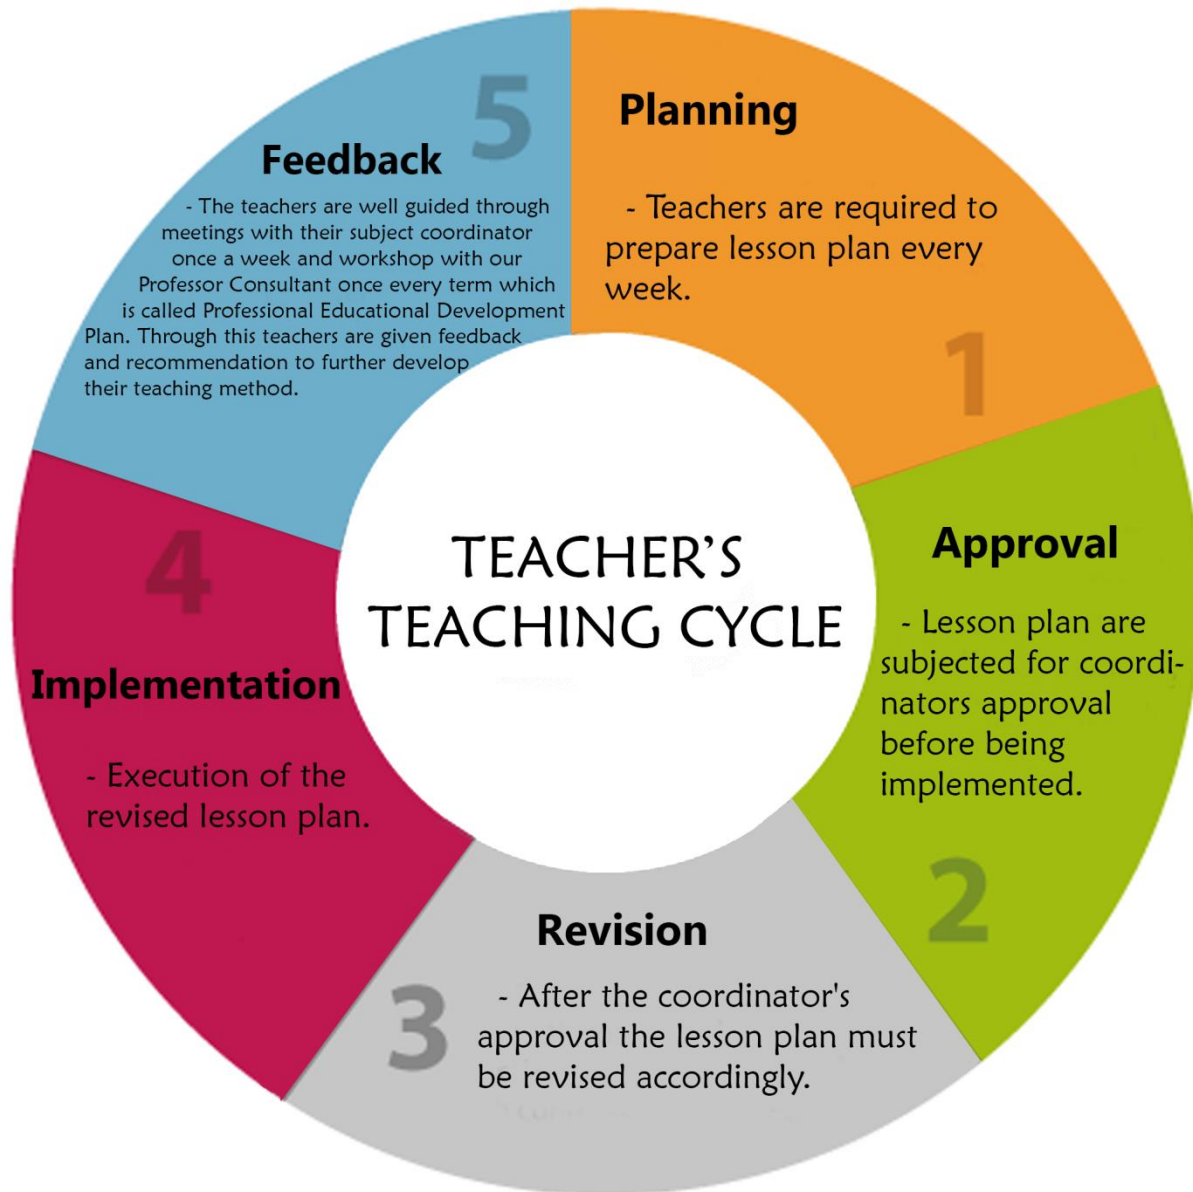 TEACHER'S
TEACHING CYCLE
Planning
- Teachers are required to
prepare lesson plan every
week.
1
Approval
- Lesson plan are
subjected for coordi-
nators approval
before being
implemented.
2
Revision
3
- After the coordinator's
approval the lesson plan must
be revised accordingly.
4
Implementation
- Execution of the
revised lesson plan.
5
Feedback
- The teachers are well guided through
meetings with their subject coordinator
once a week and workshop with our
Professor Consultant once every term which
is called Professional Educational Development
Plan. Through this teachers are given feedback
and recommendation to further develop
their teaching method.